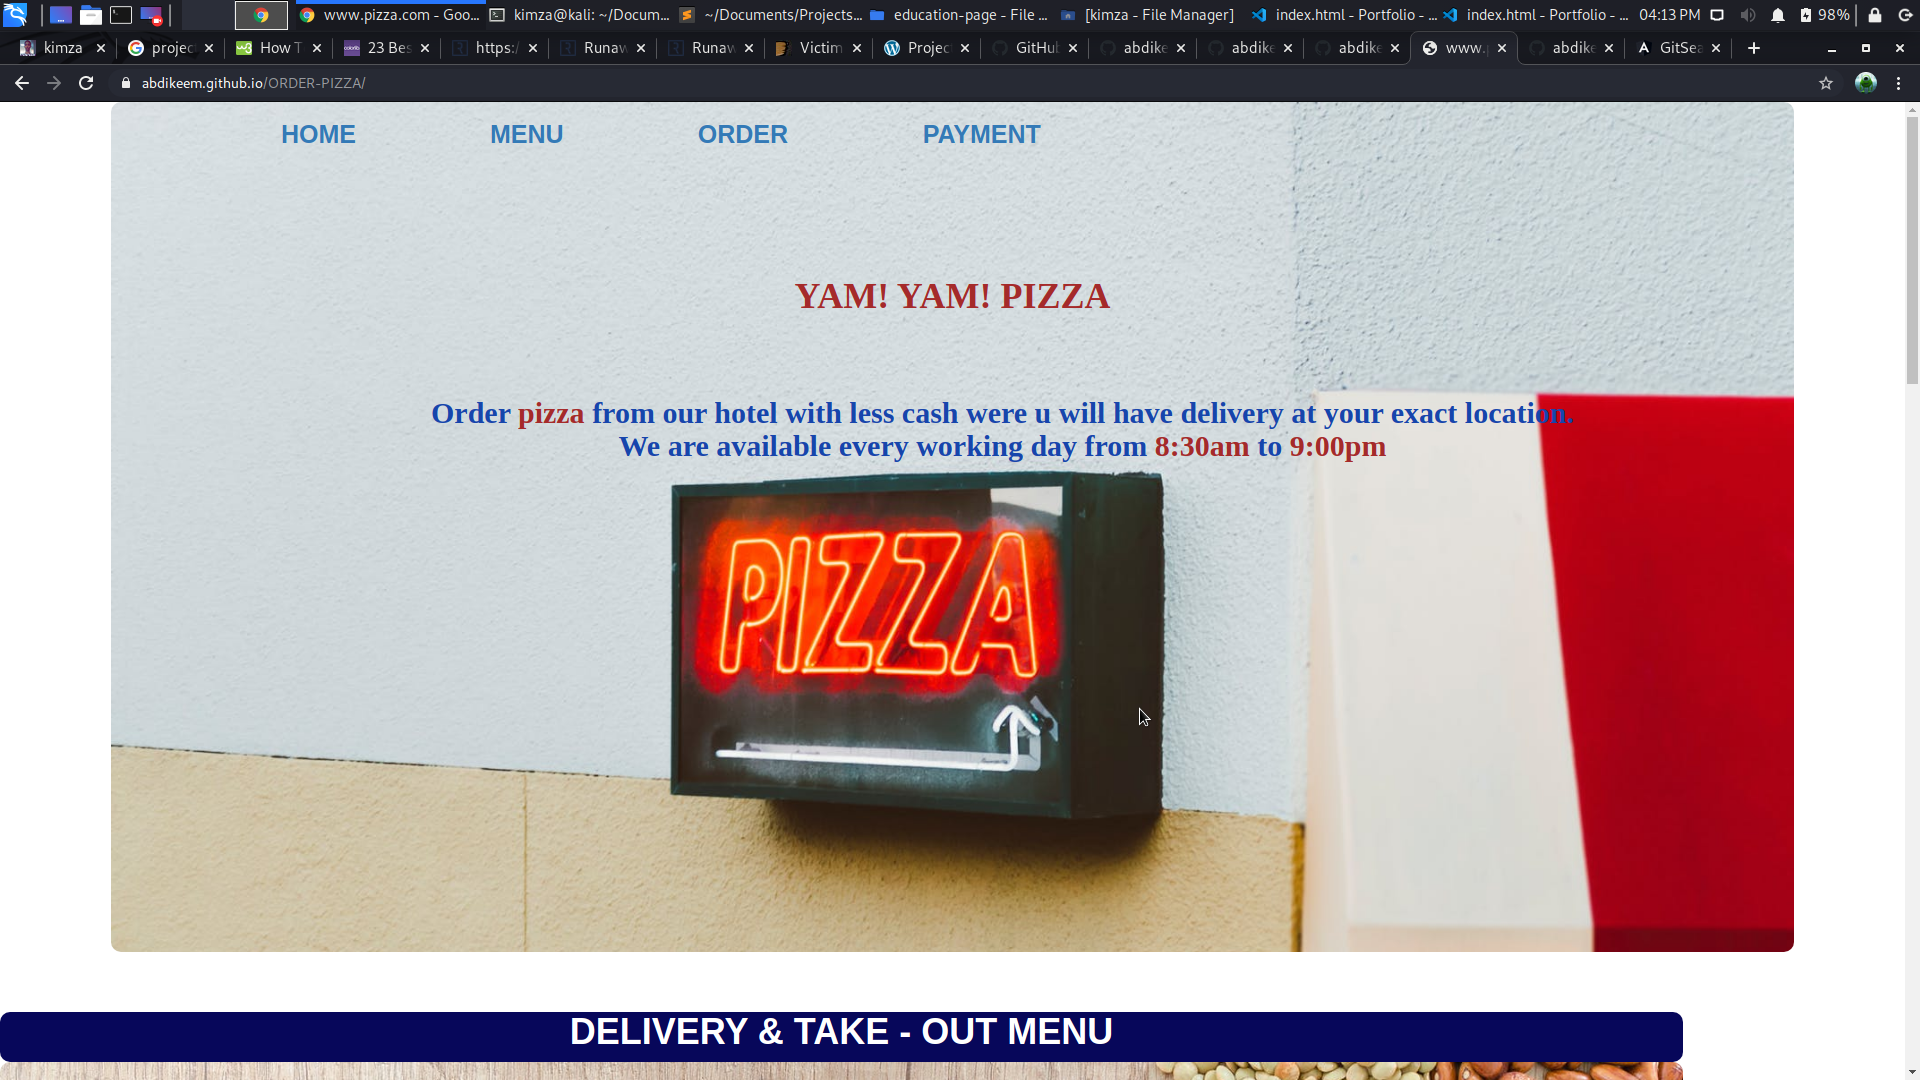 www.pizza.com - Goo...
kimza@kali: ~/Docum...
~/Documents/Projects...
education-page - File ...
[kimza - File Manager]
index.html - Portfolio - ...
index.html - Portfolio - ...
04:13 PM
98%
kimza
projec
How T
23 Bes
https:/
Runaw
Runaw
Victim
Projec
GitHub
abdike
abdike
abdike
www.
abdike
GitSea
abdikeem.github.io/ORDER-PIZZA/
HOME MENU ORDER PAYMENT
YAM! YAM! PIZZA
Order pizza from our hotel with less cash were u will have delivery at your exact location.
We are available every working day from 8:30am to 9:00pm
PIZZA
DELIVERY & TAKE - OUT MENU